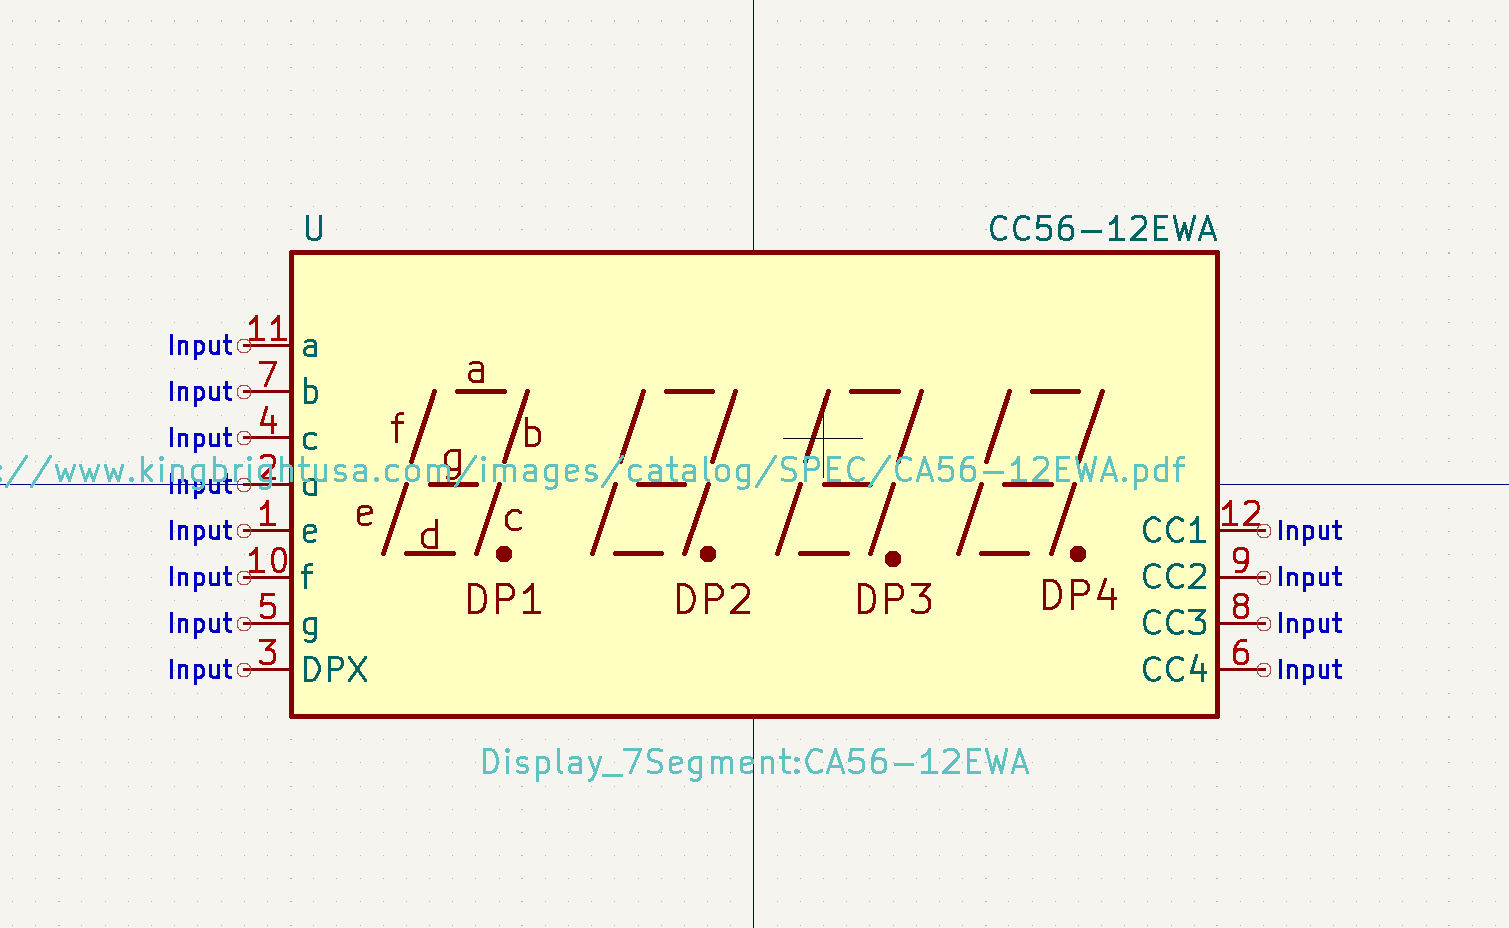 U
CC56-12EWA
Input 11 a
Input 7 b
Input 4 c
Input 2 d
Input 1 e
Input 10 f
Input 5 g
Input 3 DPX
a
f
b
g
://www.kingbrightusa.com/images/catalog/SPEC/CA56-12EWA.pdf
e
d
c
DP1
DP2
DP3
DP4
CC1 12 Input
CC2 9 Input
CC3 8 Input
CC4 6 Input
Display_7Segment:CA56-12EWA